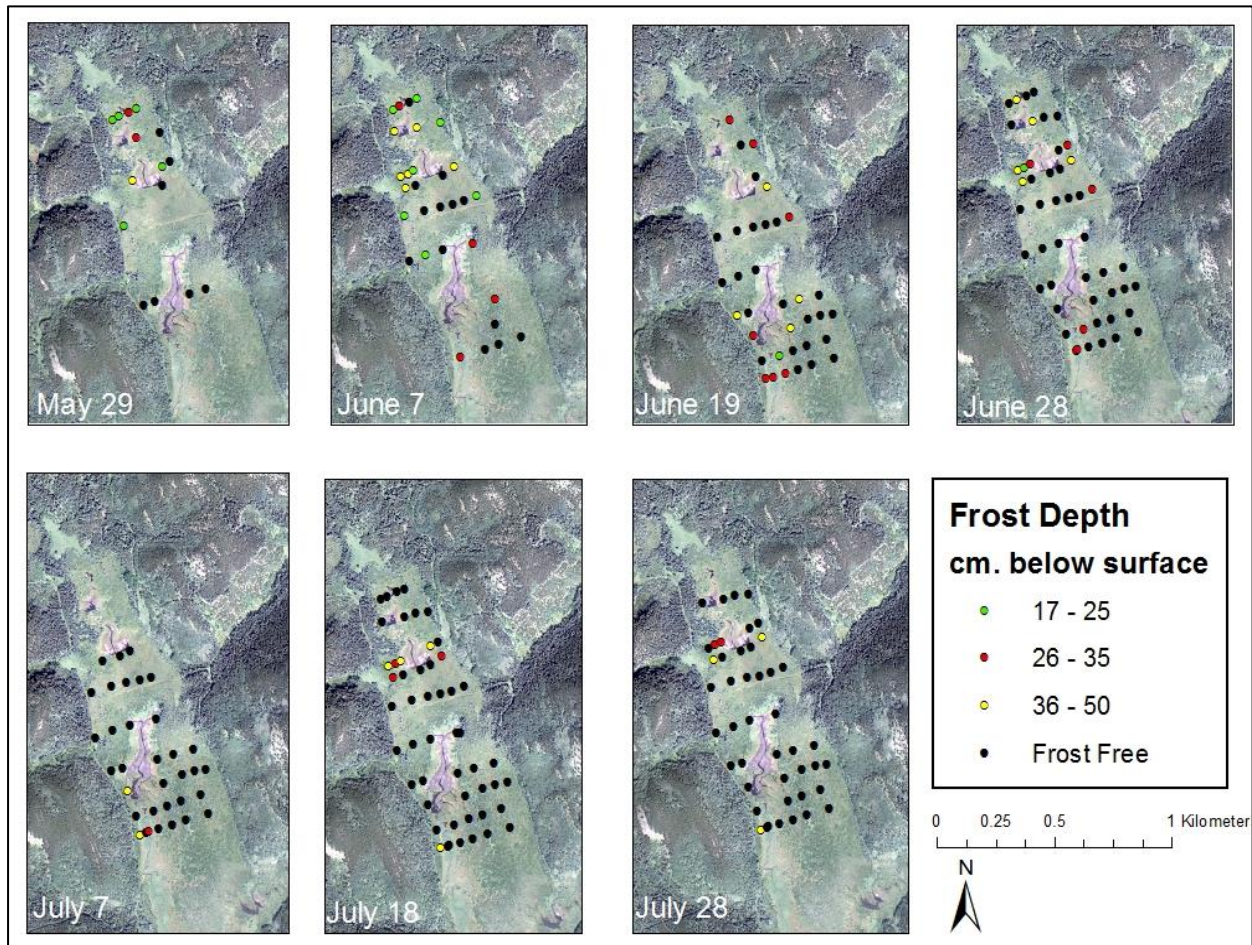 May 29
June 7
June 19
June 28
July 7
July 18
July 28
Frost Depth
cm. below surface
17 - 25
26 - 35
36 - 50
Frost Free
0 0.25 0.5 1 Kilometer
N